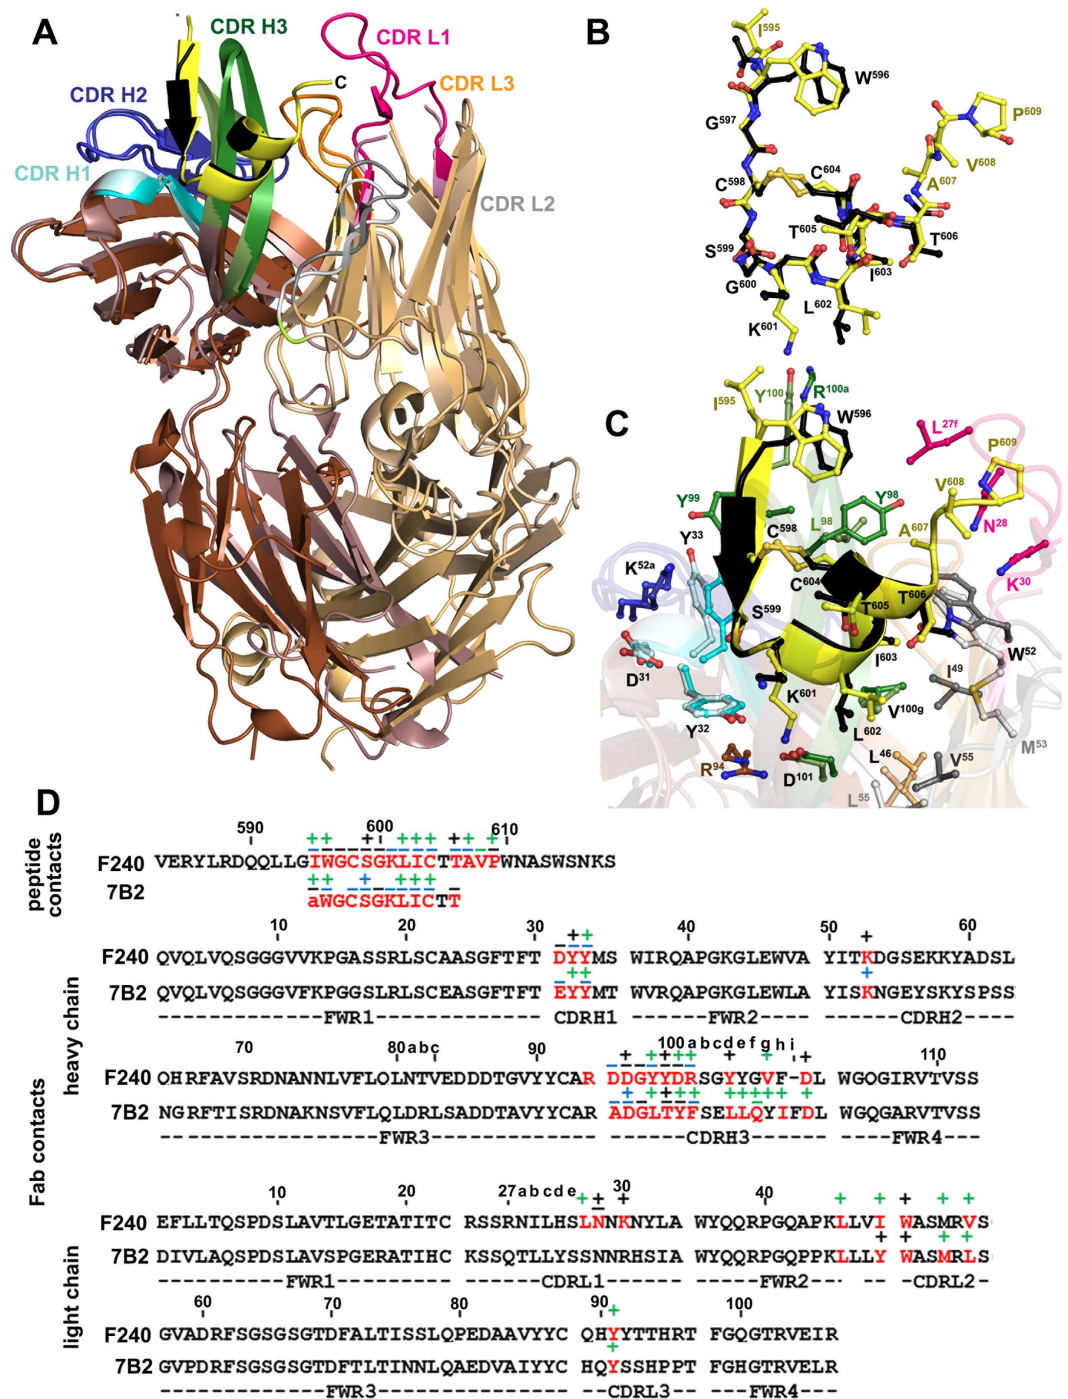 A
CDR H3
CDR L1
C
CDR L3
CDR H2
CDR H1
CDR L2
B
I595
W596
G597
P609
V608
C598
C604
A607
T605
T606
S599
G600
I603
L602
K601
C
I595
Y100
R100a
W596
L27f
P609
V608
Y99
Y98
L98
N28
C598
A607
Y33
K52a
C604
K30
T605
T606
S599
W52
I603
D31
I49
K601
V100g
Y32
L602
M53
L46
V55
R94
D101
L55
D
peptide contacts
590 600 610
++ + +++ ++
F240 VERYLRDQQLLGIWGCSGKLICTTAVPWNASWSNKS
++ + +++
7B2 aWGCSGKLICTT
Fab contacts
heavy chain
10 20 30 40 50 60
++ +
F240 QVQLVQSGGGVVKPGASSRLSCAASGFTFT DYYMS WIRQAPGKGLEWVA YITKDGSEKKYADSL
++ +
7B2 QVQLVQSGGGVFKPGGSLRLSCEASGFTFT EYYMT WVRQAPGKGLEWLA YISKNGEYSKYSPSS
------FWR1------ CDRH1 ---FWR2--- ----CDRH2---
70 80abc 90 100abcdefghi 110
F240 QHRFAVSRDNANNLVFLQLNTVEDDDTGVYYCAR DDGYYDRSGYYGVF-DL WGQGIRVTVSS
7B2 NGRFTISRDNAKNSVFLQLDRLSADDTAVYYCAR ADGLTYFSELLQYIFDL WGQGARVTVSS
------FWR3------ ----CDRH3---- ---FWR4---
light chain
10 20 27abcde 30 40
F240 EFLLTQSPDSLAVTLGETATITC RSSRNILHSLNNKNYLA WYQQRPGQAPKLLVI WASMRVS
7B2 DIVLAQSPDSLAVSPGERATIHC KSSQTLLYSSNNRHSIA WYQQRPGQPPKLLLY WASMRLS
------FWR1------ ----CDRL1---- ---FWR2--- --CDRL2-
60 70 80 90 100
+
F240 GVADRFSGSGSGTDFALTISSLQPEDAAVYYC QHYYTTHRT FGQGTRVEIR
+
7B2 GVPDRFSGSGSGTDFTLTINNLQAEDVAIYYC HQYSSHPPT FGHGTRVELR
------FWR3------ --CDRL3-- ---FWR4---